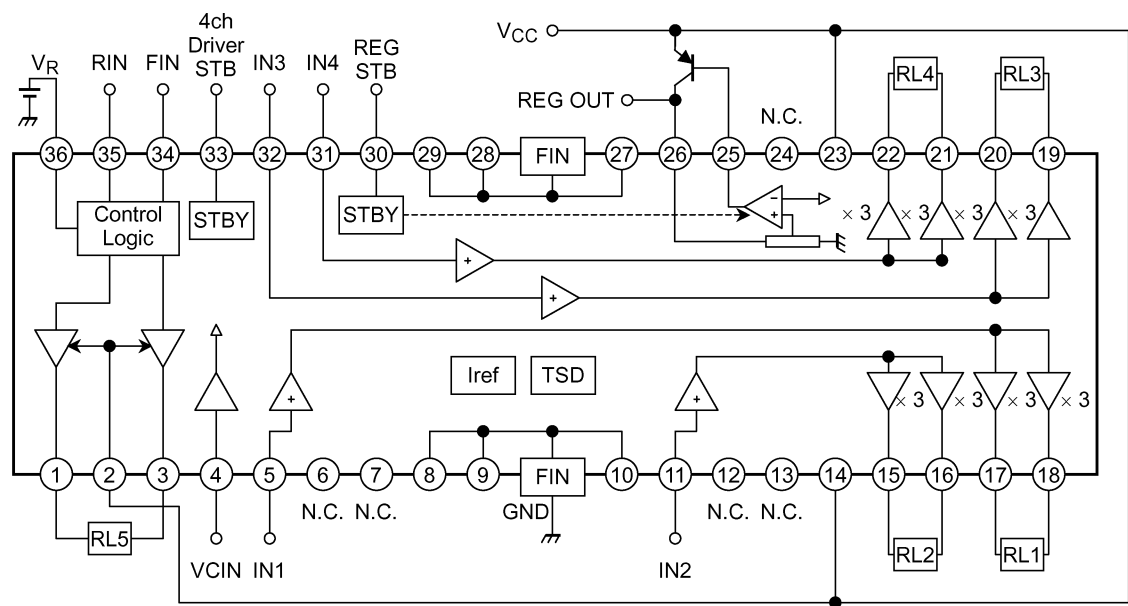 V_CC
4ch
Driver
STB
REG
STB
V_R
RIN
FIN
IN3
IN4
REG OUT
N.C.
RL4
RL3
36
35
34
33
32
31
30
29
28
FIN
27
26
25
24
23
22
21
20
19
Control
Logic
STBY
STBY
−
+
× 3
× 3
× 3
× 3
+
+
Iref
TSD
+
+
× 3
× 3
× 3
× 3
1
2
3
4
5
6
7
8
9
FIN
10
11
12
13
14
15
16
17
18
N.C.
N.C.
GND
N.C.
N.C.
RL5
VCIN
IN1
IN2
RL2
RL1